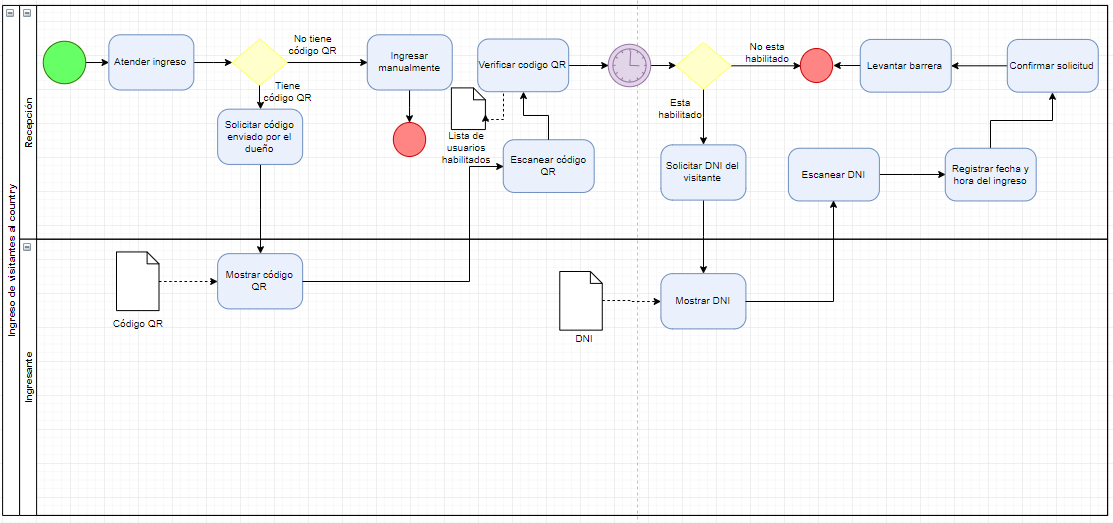 Ingreso de visitantes al country
Recepción
Atender ingreso
No tiene
código QR
Tiene
código QR
Ingresar
manualmente
Solicitar código
enviado por el
dueño
Verificar codigo QR
Lista de
usuarios
habilitados
Escanear código
QR
No esta
habilitado
Esta
habilitado
Solicitar DNI del
visitante
Escanear DNI
Registrar fecha y
hora del ingreso
Confirmar solicitud
Levantar barrera
Ingresante
Código QR
Mostrar código
QR
DNI
Mostrar DNI